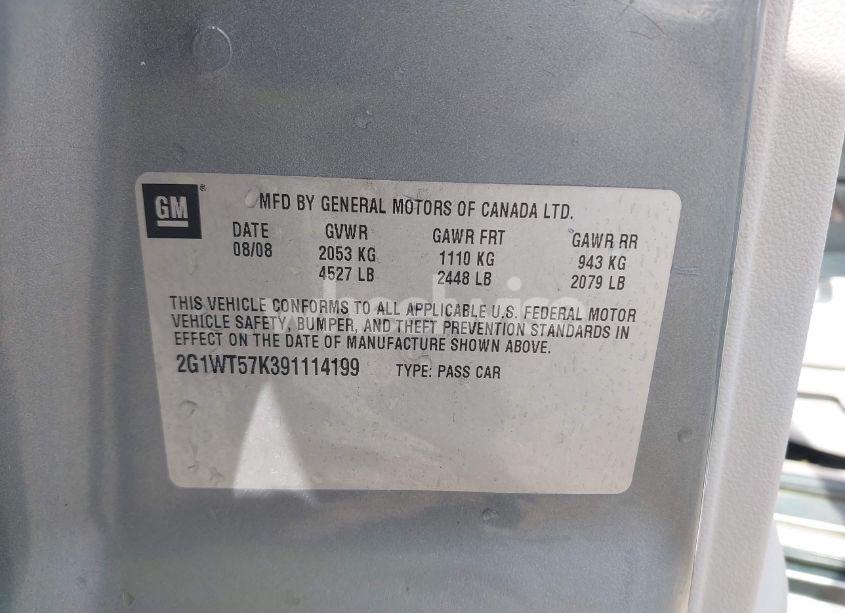 GM ®
MFD BY GENERAL MOTORS OF CANADA LTD.
DATE GVWR GAWR FRT GAWR RR
08/08 2053 KG 1110 KG 943 KG
4527 LB 2448 LB 2079 LB
THIS VEHICLE CONFORMS TO ALL APPLICABLE U.S. FEDERAL MOTOR
VEHICLE SAFETY, BUMPER, AND THEFT PREVENTION STANDARDS IN
EFFECT ON THE DATE OF MANUFACTURE SHOWN ABOVE.
2G1WT57K391114199 TYPE: PASS CAR